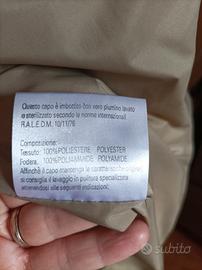 Questo capo è imbottito con vero piumino lavato
e sterilizzato secondo le norme internazionali
R.A.L.E.D.M. 10/11/76
Composizione:
Tessuto: 100%POLIESTERE POLYESTER
Fodera: 100%POLIAMMIDE POLYAMIDE
Affinchè il capo mantenga le caratteristiche originali
si consiglia il lavaggio in pulitura specializzata
attenendosi alle seguenti indicazioni:
subito